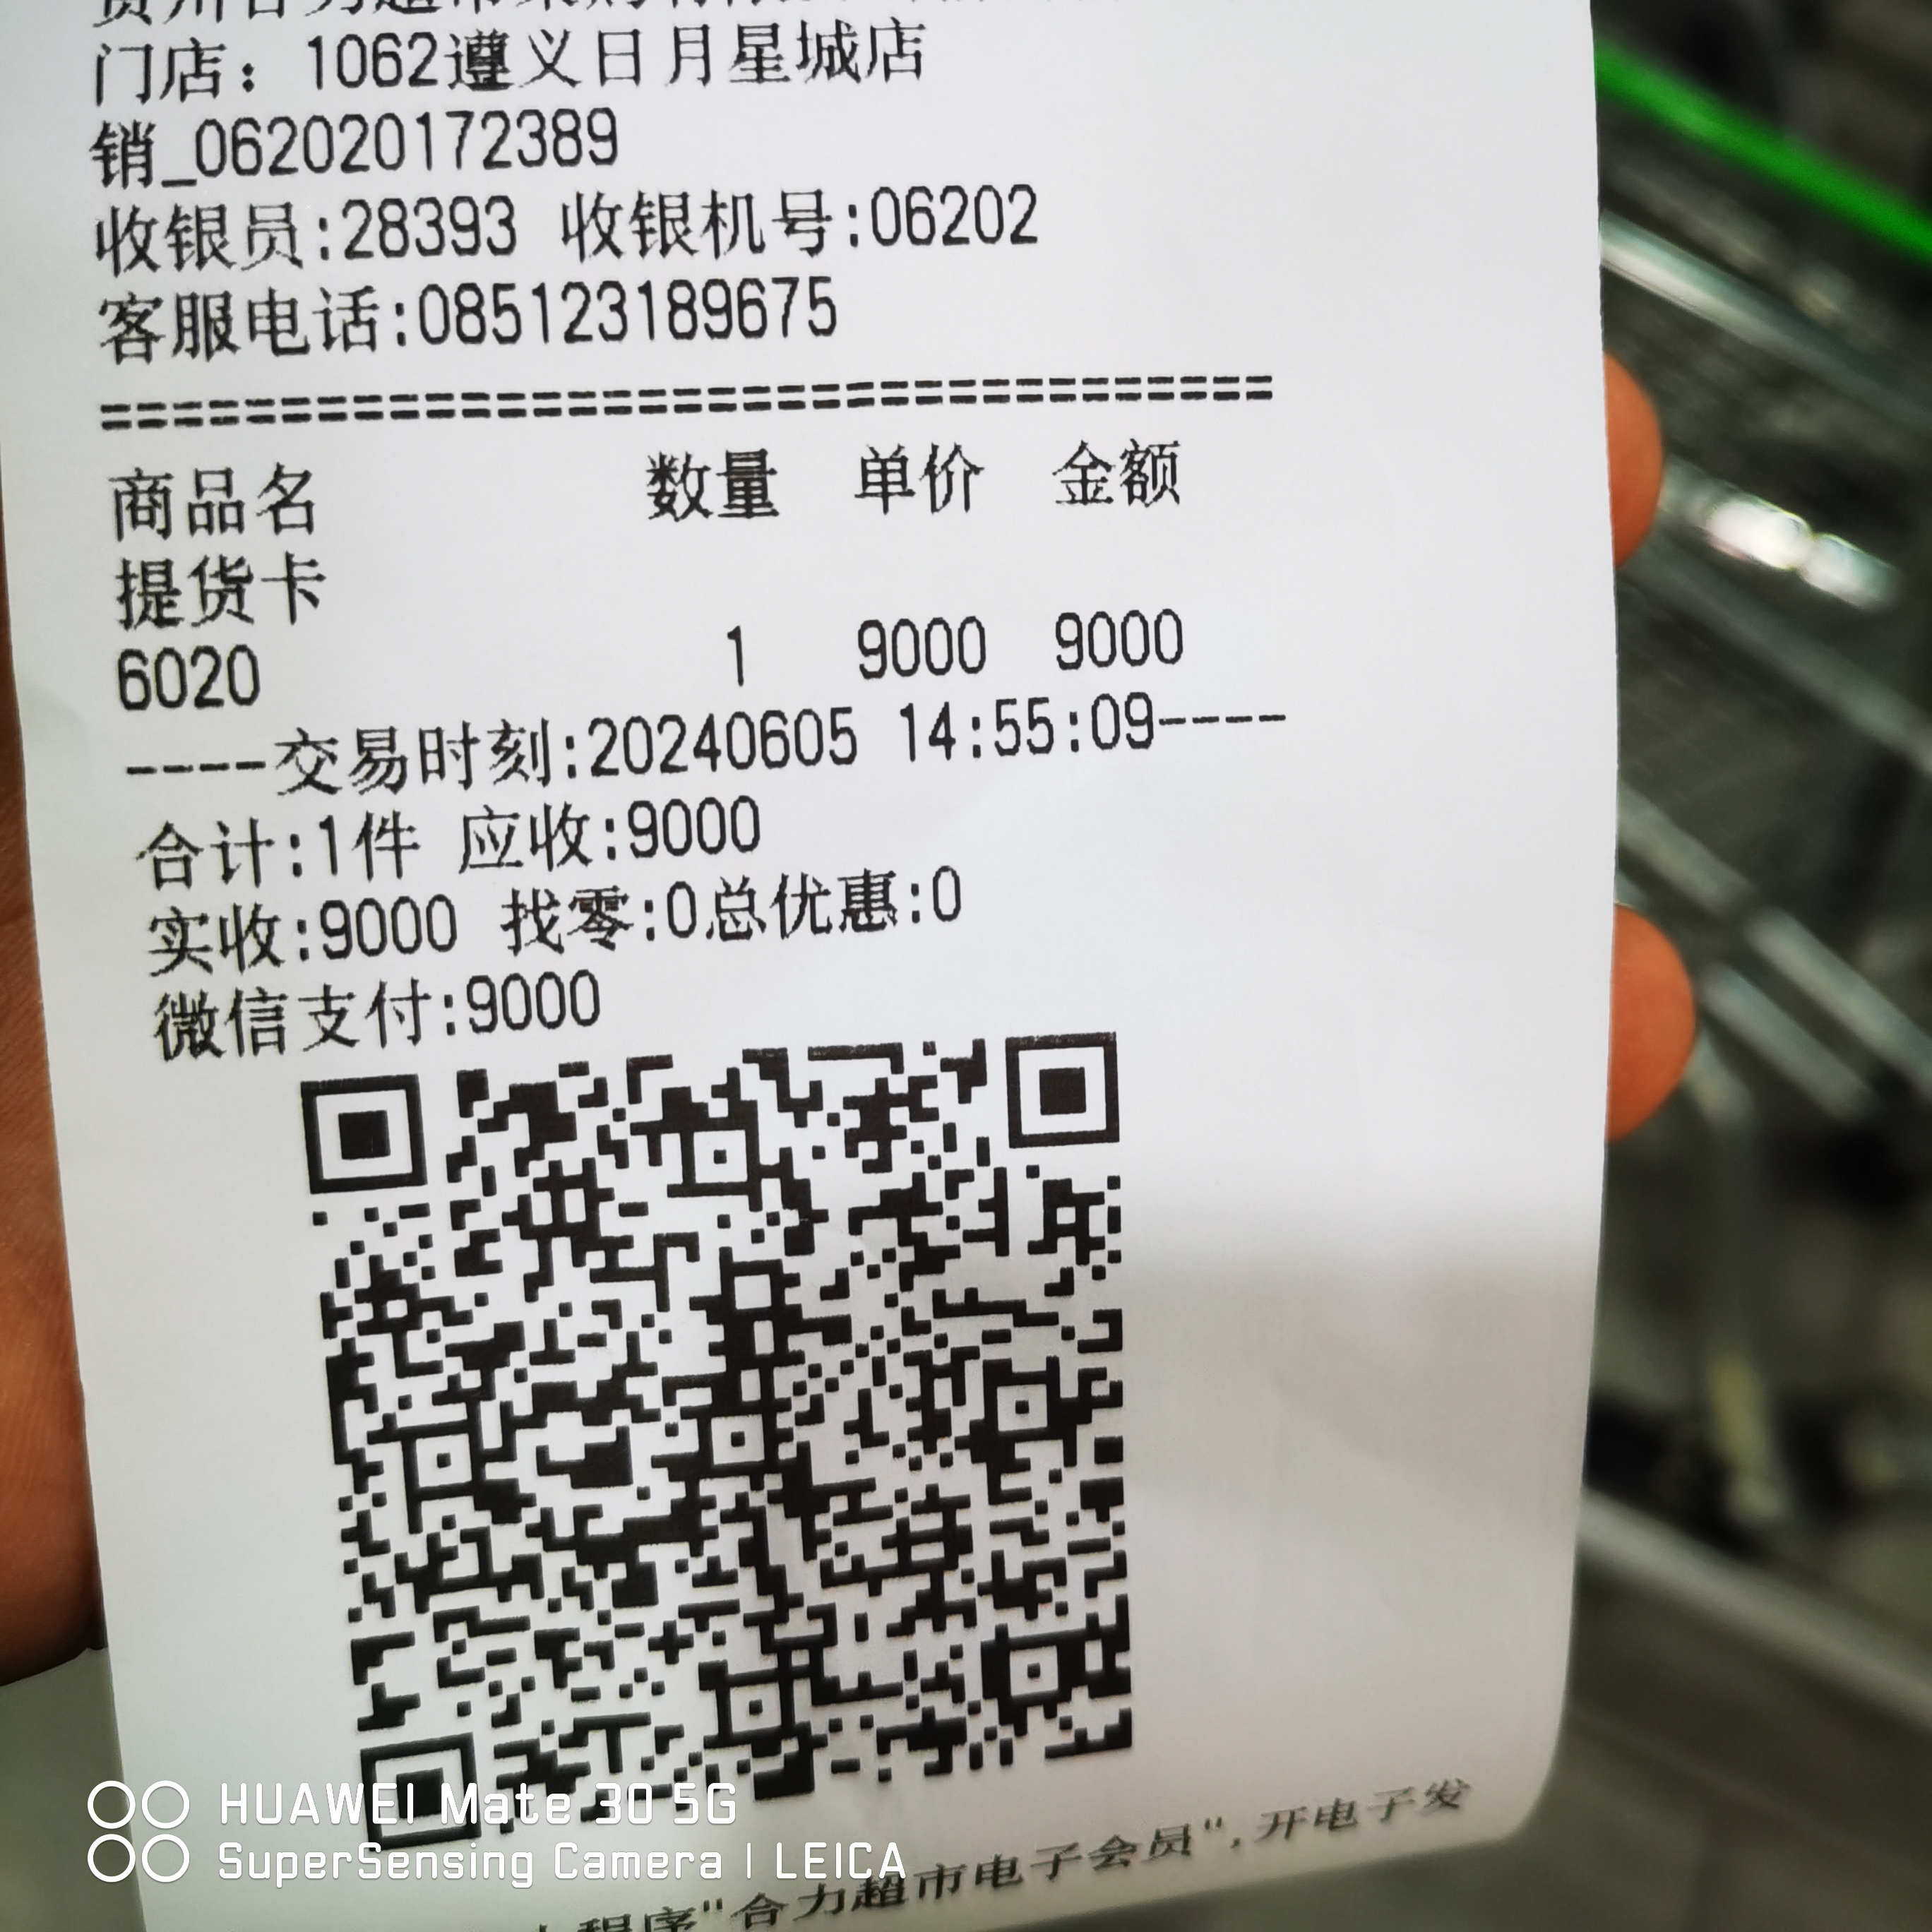 门店：1062遵义日月星城店
销_062020172389
收银员:28393 收银机号:06202
客服电话:085123189675
================================
商品名 数量 单价 金额
提货卡
6020 1 9000 9000
----交易时刻:20240605 14:55:09----
合计:1件 应收:9000
实收:9000 找零:0总优惠:0
微信支付:9000
程序"合力超市电子会员",开电子发
HUAWEI Mate 30 5G
SuperSensing Camera | LEICA